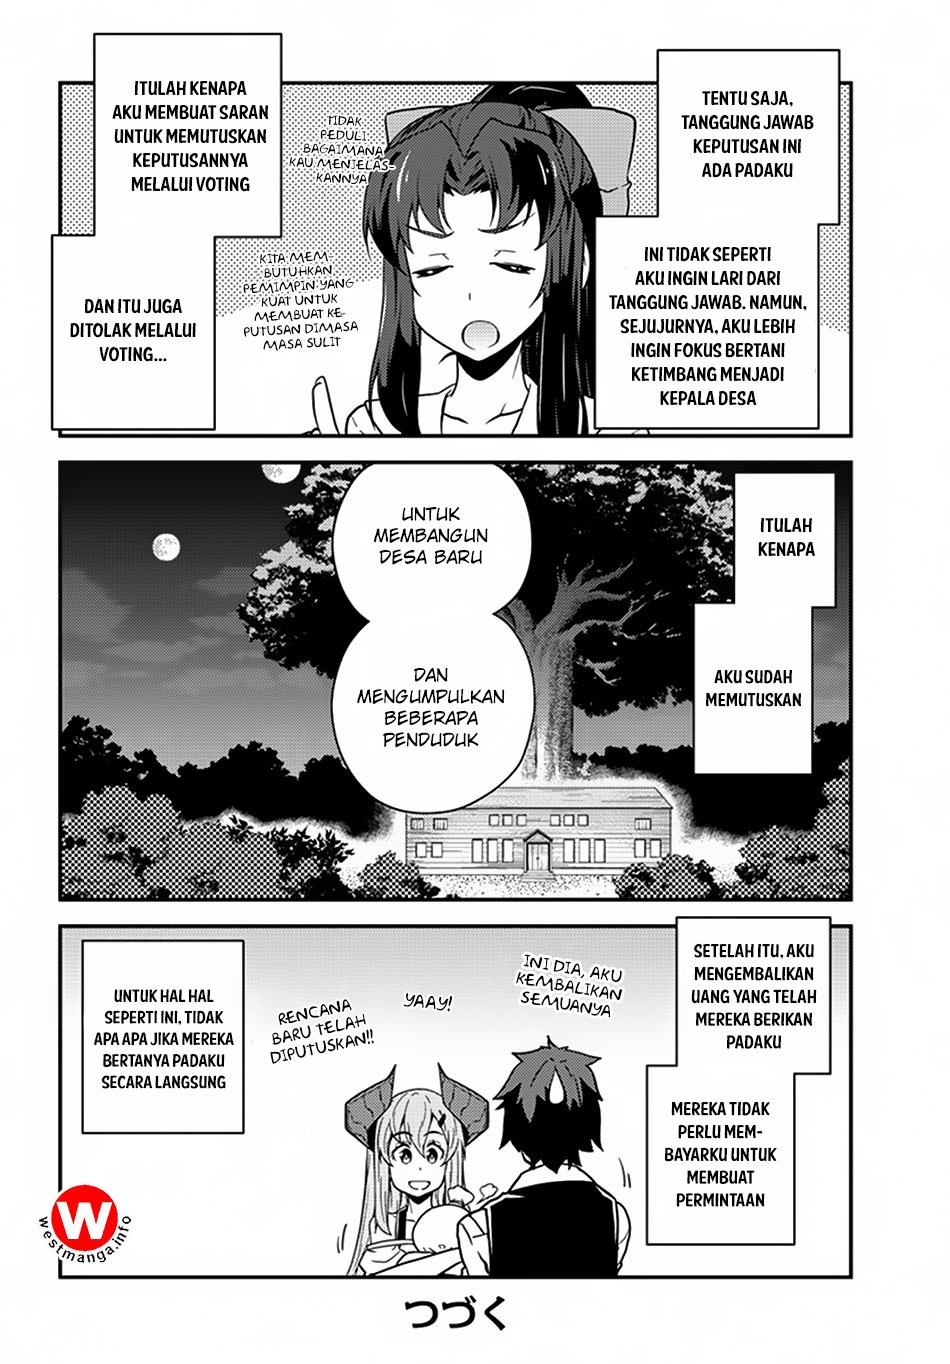 TENTU SAJA,
TANGGUNG JAWAB
KEPUTUSAN INI
ADA PADAKU
INI TIDAK SEPERTI
AKU INGIN LARI DARI
TANGGUNG JAWAB. NAMUN,
SEJUJURNYA, AKU LEBIH
INGIN FOKUS BERTANI
KETIMBANG MENJADI
KEPALA DESA
ITULAH KENAPA
AKU MEMBUAT SARAN
UNTUK MEMUTUSKAN
KEPUTUSANNYA
MELALUI VOTING
TIDAK
PEDULI
BAGAIMANA
KAU MENJELAS-
KANNYA
KITA MEM
BUTUHKAN
PEMIMPIN YANG
KUAT UNTUK
MEMBUAT KE-
PUTUSAN DIMASA
MASA SULIT
DAN ITU JUGA
DITOLAK MELALUI
VOTING...
ITULAH
KENAPA
AKU SUDAH
MEMUTUSKAN
UNTUK
MEMBANGUN
DESA BARU
DAN
MENGUMPULKAN
BEBERAPA
PENDUDUK
SETELAH ITU, AKU
MENGEMBALIKAN
UANG YANG TELAH
MEREKA BERIKAN
PADAKU
MEREKA TIDAK
PERLU MEM-
BAYARKU UNTUK
MEMBUAT
PERMINTAAN
INI DIA, AKU
KEMBALIKAN
SEMUANYA
YAAY!
RENCANA
BARU TELAH
DIPUTUSKAN!!
UNTUK HAL HAL
SEPERTI INI, TIDAK
APA APA JIKA MEREKA
BERTANYA PADAKU
SECARA LANGSUNG
W
westmanga.info
つづく